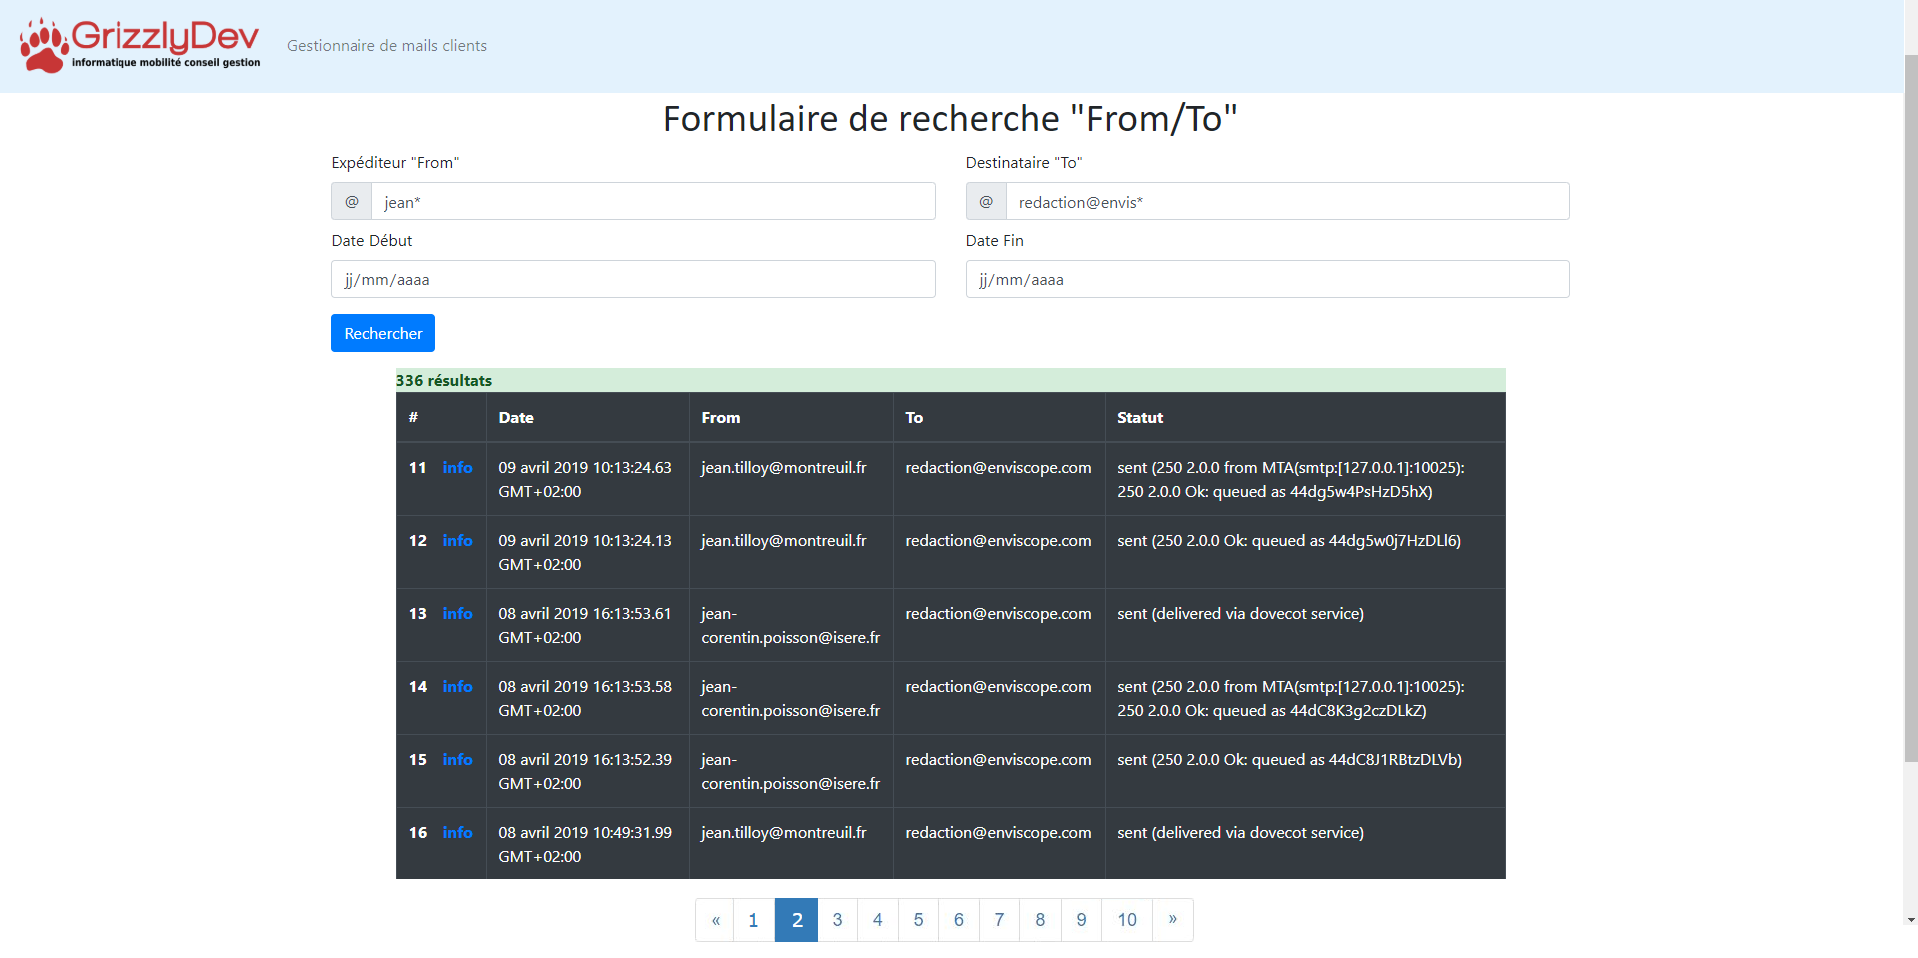 GrizzlyDev
informatique mobilité conseil gestion
Gestionnaire de mails clients
Formulaire de recherche "From/To"
Expéditeur "From"
Destinataire "To"
@ jean*
@ redaction@envis*
Date Début
Date Fin
jj/mm/aaaa
jj/mm/aaaa
Rechercher
336 résultats
# Date From To Statut
11 info 09 avril 2019 10:13:24.63 jean.tilloy@montreuil.fr redaction@enviscope.com sent (250 2.0.0 from MTA(smtp:[127.0.0.1]:10025):
GMT+02:00 250 2.0.0 Ok: queued as 44dg5w4PsHzD5hX)
12 info 09 avril 2019 10:13:24.13 jean.tilloy@montreuil.fr redaction@enviscope.com sent (250 2.0.0 Ok: queued as 44dg5w0j7HzDLl6)
GMT+02:00
13 info 08 avril 2019 16:13:53.61 jean- redaction@enviscope.com sent (delivered via dovecot service)
GMT+02:00 corentin.poisson@isere.fr
14 info 08 avril 2019 16:13:53.58 jean- redaction@enviscope.com sent (250 2.0.0 from MTA(smtp:[127.0.0.1]:10025):
GMT+02:00 corentin.poisson@isere.fr 250 2.0.0 Ok: queued as 44dC8K3g2czDLkZ)
15 info 08 avril 2019 16:13:52.39 jean- redaction@enviscope.com sent (250 2.0.0 Ok: queued as 44dC8J1RBtzDLVb)
GMT+02:00 corentin.poisson@isere.fr
16 info 08 avril 2019 10:49:31.99 jean.tilloy@montreuil.fr redaction@enviscope.com sent (delivered via dovecot service)
GMT+02:00
« 1 2 3 4 5 6 7 8 9 10 »